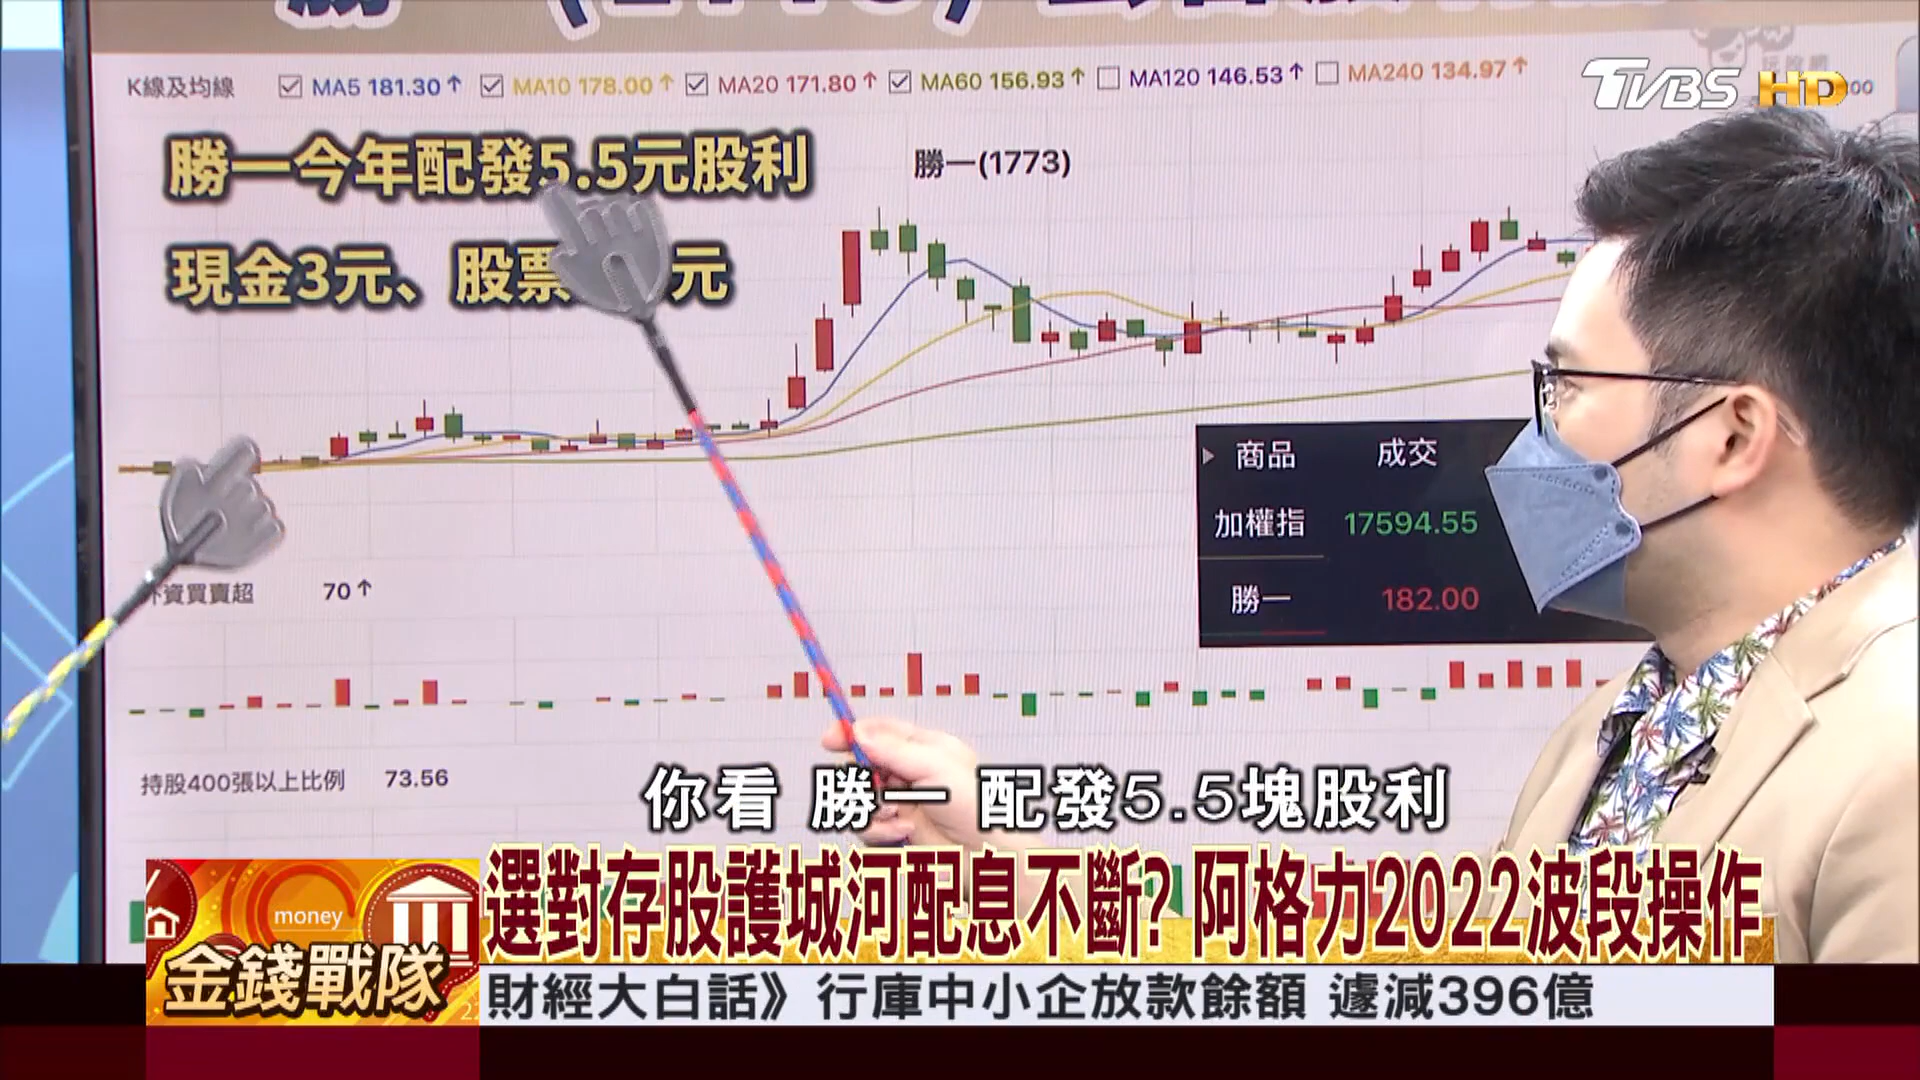 K線及均線 MA5 181.30↑ MA10 178.00↑ MA20 171.80↑ MA60 156.93↑ MA120 146.53↑ MA240 134.97↑
TVBS HD
勝一今年配發5.5元股利
勝一(1773)
現金3元、股票 元
商品 成交
加權指 17594.55
勝一 182.00
資買賣超 70↑
持股400張以上比例 73.56
你看 勝一 配發5.5塊股利
選對存股護城河配息不斷? 阿格力2022波段操作
money
金錢戰隊
財經大白話》行庫中小企放款餘額 遽減396億